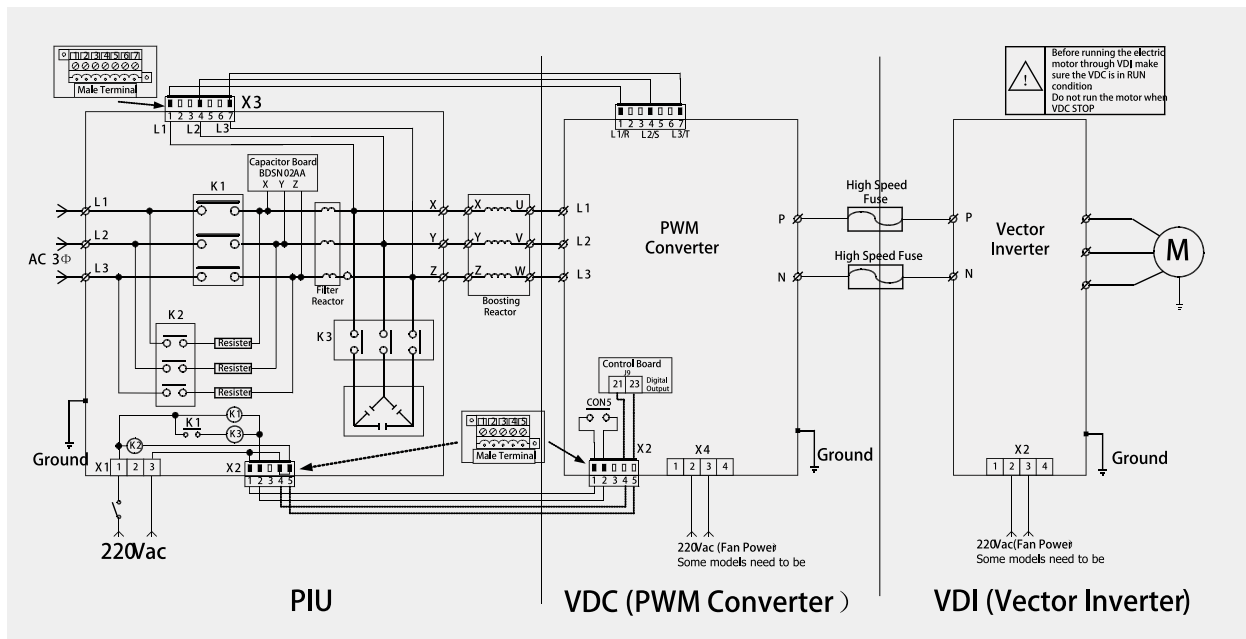 1 2 3 4 5 6 7
Male Terminal
X3
1 2 3 4 5 6 7
L1 L2 L3
Capacitor Board
BDSN 02AA
X Y Z
K1
L1
L2
L3
AC 3Φ
X
Y
Z
Filter
Reactor
X U
Y V
Z W
Boosting
Reactor
K2
Resister
Resister
Resister
K3
K1
K1
K3
K2
Ground
X1 1 2 3
X2
1 2 3 4 5
220Vac
PIU
1 2 3 4 5
Male Terminal
1 2 3 4 5 6 7
L1/R L2/S L3/T
L1
L2
L3
PWM
Converter
P
N
Control Board
J9
21 23
Digital
Output
CON5
X2
1 2 3 4 5
X4
1 2 3 4
Ground
220Vac (Fan Power
Some models need to be
VDC (PWM Converter）
High Speed
Fuse
High Speed Fuse
!
Before running the electric
motor through VDI make
sure the VDC is in RUN
condition
Do not run the motor when
VDC STOP
P
N
Vector
Inverter
M
X2
1 2 3 4
Ground
220Vac(Fan Power
Some models need to be
VDI (Vector Inverter)